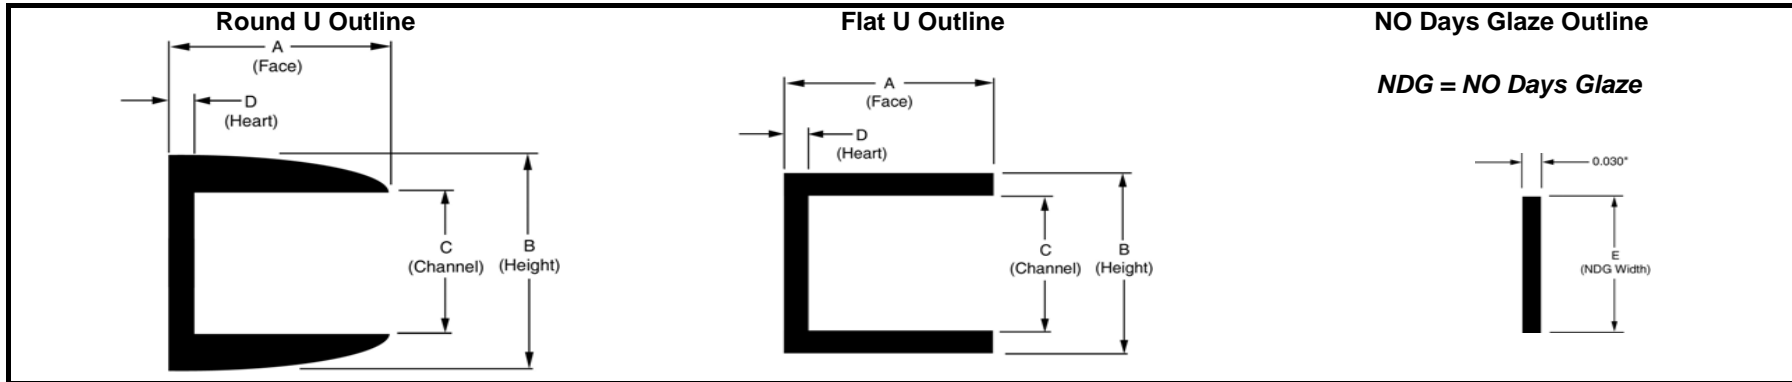 Round U Outline
A
(Face)
D
(Heart)
C
(Channel)
B
(Height)
Flat U Outline
A
(Face)
D
(Heart)
C
(Channel)
B
(Height)
NO Days Glaze Outline
NDG = NO Days Glaze
0.030"
E
(NDG Width)